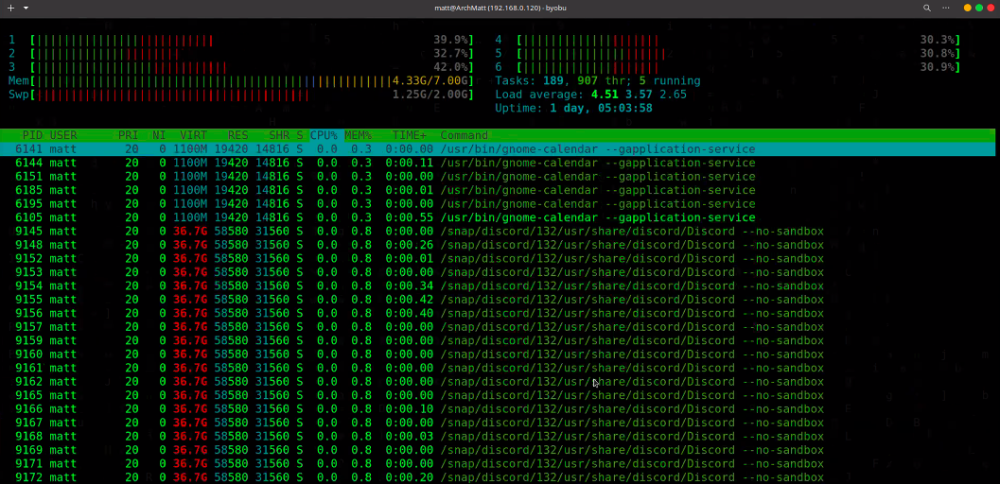 matt@ArchMatt (192.168.0.120) - byobu
1 [||||||||||||||||||||||||||| 39.9%] 4 [|||||||||||||||||||| 30.3%]
2 [|||||||||||||||||||||| 32.7%] 5 [||||||||||||||||||||| 30.8%]
3 [||||||||||||||||||||||||||||| 42.0%] 6 [|||||||||||||||||||| 30.9%]
Mem[||||||||||||||||||||||||||||||||||||||||||||||||||||4.33G/7.00G] Tasks: 189, 907 thr; 5 running
Swp[|||||||||||||||||||||||||||||||||||||||| 1.25G/2.00G] Load average: 4.51 3.57 2.65
Uptime: 1 day, 05:03:58
PID USER PRI NI VIRT RES SHR S CPU% MEM% TIME+ Command
6141 matt 20 0 1100M 19420 14816 S 0.0 0.3 0:00.00 /usr/bin/gnome-calendar --gapplication-service
6144 matt 20 0 1100M 19420 14816 S 0.0 0.3 0:00.11 /usr/bin/gnome-calendar --gapplication-service
6151 matt 20 0 1100M 19420 14816 S 0.0 0.3 0:00.00 /usr/bin/gnome-calendar --gapplication-service
6185 matt 20 0 1100M 19420 14816 S 0.0 0.3 0:00.01 /usr/bin/gnome-calendar --gapplication-service
6195 matt 20 0 1100M 19420 14816 S 0.0 0.3 0:00.00 /usr/bin/gnome-calendar --gapplication-service
6105 matt 20 0 1100M 19420 14816 S 0.0 0.3 0:00.55 /usr/bin/gnome-calendar --gapplication-service
9145 matt 20 0 36.7G 58580 31560 S 0.0 0.8 0:00.00 /snap/discord/132/usr/share/discord/Discord --no-sandbox
9148 matt 20 0 36.7G 58580 31560 S 0.0 0.8 0:00.26 /snap/discord/132/usr/share/discord/Discord --no-sandbox
9152 matt 20 0 36.7G 58580 31560 S 0.0 0.8 0:00.01 /snap/discord/132/usr/share/discord/Discord --no-sandbox
9153 matt 20 0 36.7G 58580 31560 S 0.0 0.8 0:00.00 /snap/discord/132/usr/share/discord/Discord --no-sandbox
9154 matt 20 0 36.7G 58580 31560 S 0.0 0.8 0:00.34 /snap/discord/132/usr/share/discord/Discord --no-sandbox
9155 matt 20 0 36.7G 58580 31560 S 0.0 0.8 0:00.42 /snap/discord/132/usr/share/discord/Discord --no-sandbox
9156 matt 20 0 36.7G 58580 31560 S 0.0 0.8 0:00.40 /snap/discord/132/usr/share/discord/Discord --no-sandbox
9157 matt 20 0 36.7G 58580 31560 S 0.0 0.8 0:00.00 /snap/discord/132/usr/share/discord/Discord --no-sandbox
9159 matt 20 0 36.7G 58580 31560 S 0.0 0.8 0:00.00 /snap/discord/132/usr/share/discord/Discord --no-sandbox
9160 matt 20 0 36.7G 58580 31560 S 0.0 0.8 0:00.00 /snap/discord/132/usr/share/discord/Discord --no-sandbox
9161 matt 20 0 36.7G 58580 31560 S 0.0 0.8 0:00.00 /snap/discord/132/usr/share/discord/Discord --no-sandbox
9162 matt 20 0 36.7G 58580 31560 S 0.0 0.8 0:00.00 /snap/discord/132/usr/share/discord/Discord --no-sandbox
9165 matt 20 0 36.7G 58580 31560 S 0.0 0.8 0:00.00 /snap/discord/132/usr/share/discord/Discord --no-sandbox
9166 matt 20 0 36.7G 58580 31560 S 0.0 0.8 0:00.10 /snap/discord/132/usr/share/discord/Discord --no-sandbox
9167 matt 20 0 36.7G 58580 31560 S 0.0 0.8 0:00.00 /snap/discord/132/usr/share/discord/Discord --no-sandbox
9168 matt 20 0 36.7G 58580 31560 S 0.0 0.8 0:00.03 /snap/discord/132/usr/share/discord/Discord --no-sandbox
9169 matt 20 0 36.7G 58580 31560 S 0.0 0.8 0:00.00 /snap/discord/132/usr/share/discord/Discord --no-sandbox
9171 matt 20 0 36.7G 58580 31560 S 0.0 0.8 0:00.00 /snap/discord/132/usr/share/discord/Discord --no-sandbox
9172 matt 20 0 36.7G 58580 31560 S 0.0 0.8 0:00.20 /snap/discord/132/usr/share/discord/Discord --no-sandbox